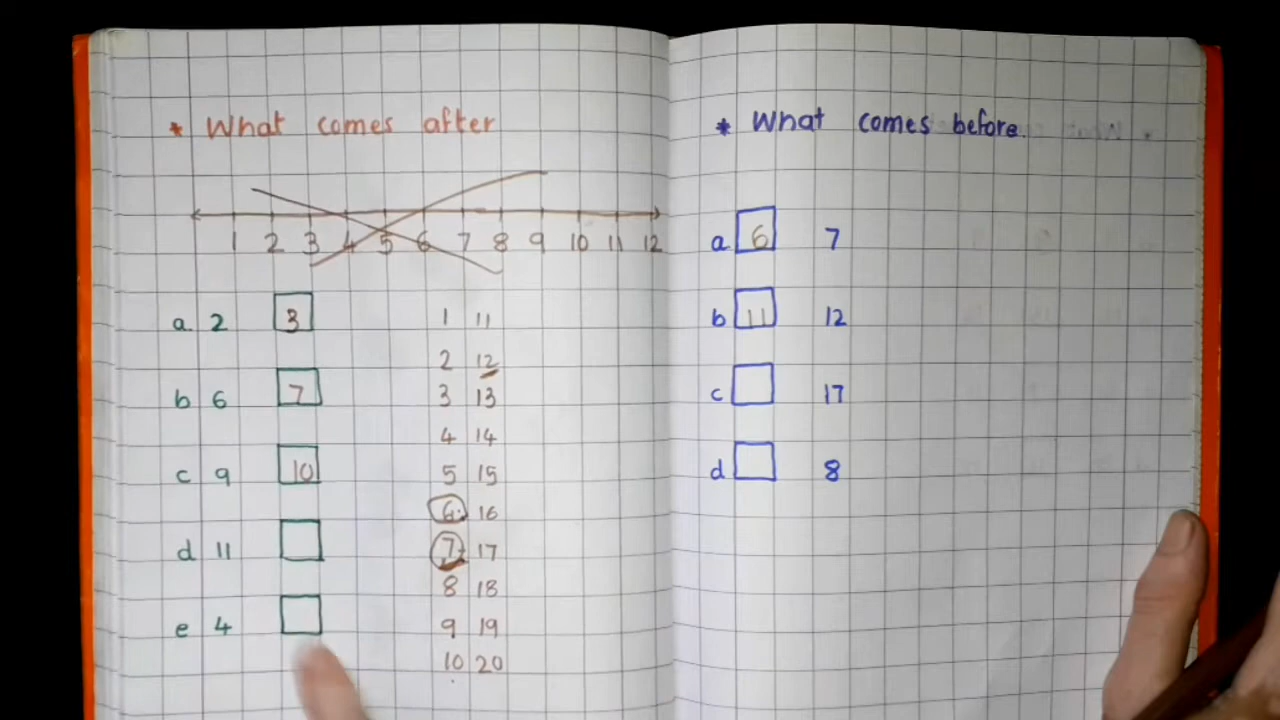 * What comes after
1 2 3 4 5 6 7 8 9 10 11 12
a. 2 3
b 6 7
c 9 10
d 11
e 4
1 11
2 12
3 13
4 14
5 15
6 16
7 17
8 18
9 19
10 20
* What comes before.
a 6 7
b 11 12
c 17
d 8